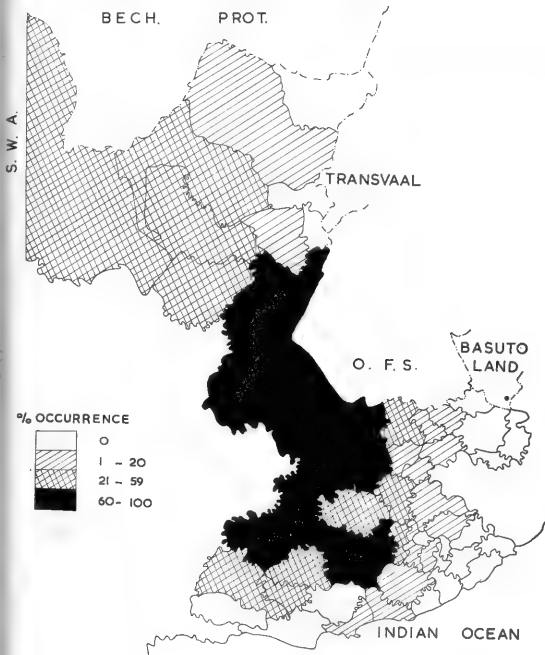 BECH. PROT.
S. W. A.
TRANSVAAL
O. F. S.
BASUTO
LAND
% OCCURRENCE
0
1 - 20
21 - 59
60 - 100
INDIAN OCEAN